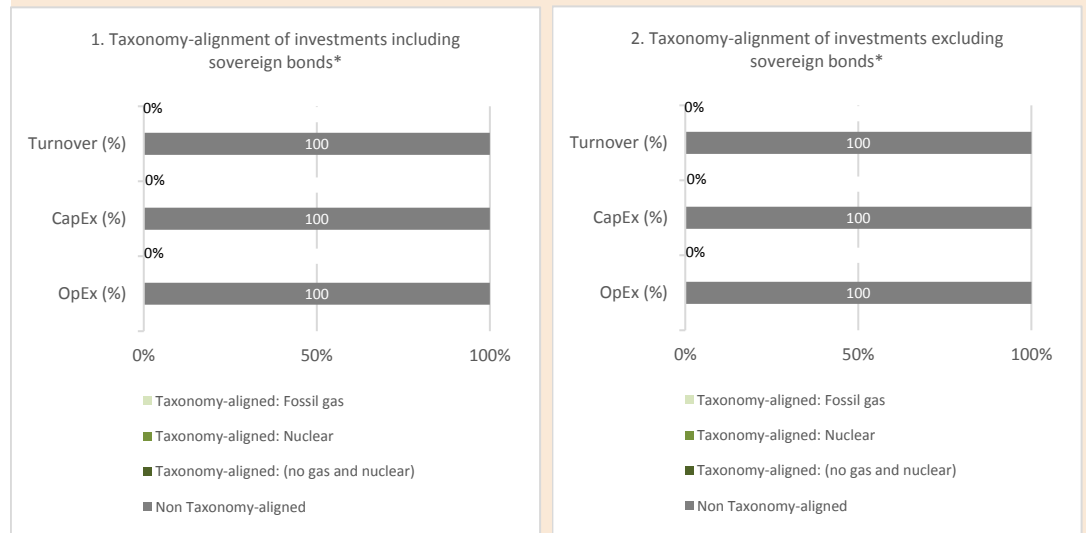 1. Taxonomy-alignment of investments including
sovereign bonds*
0%
Turnover (%)
100
0%
CapEx (%)
100
0%
OpEx (%)
100
0%
50%
100%
Taxonomy-aligned: Fossil gas
Taxonomy-aligned: Nuclear
Taxonomy-aligned: (no gas and nuclear)
Non Taxonomy-aligned
2. Taxonomy-alignment of investments excluding
sovereign bonds*
0%
Turnover (%)
100
0%
CapEx (%)
100
0%
OpEx (%)
100
0%
50%
100%
Taxonomy-aligned: Fossil gas
Taxonomy-aligned: Nuclear
Taxonomy-aligned: (no gas and nuclear)
Non Taxonomy-aligned